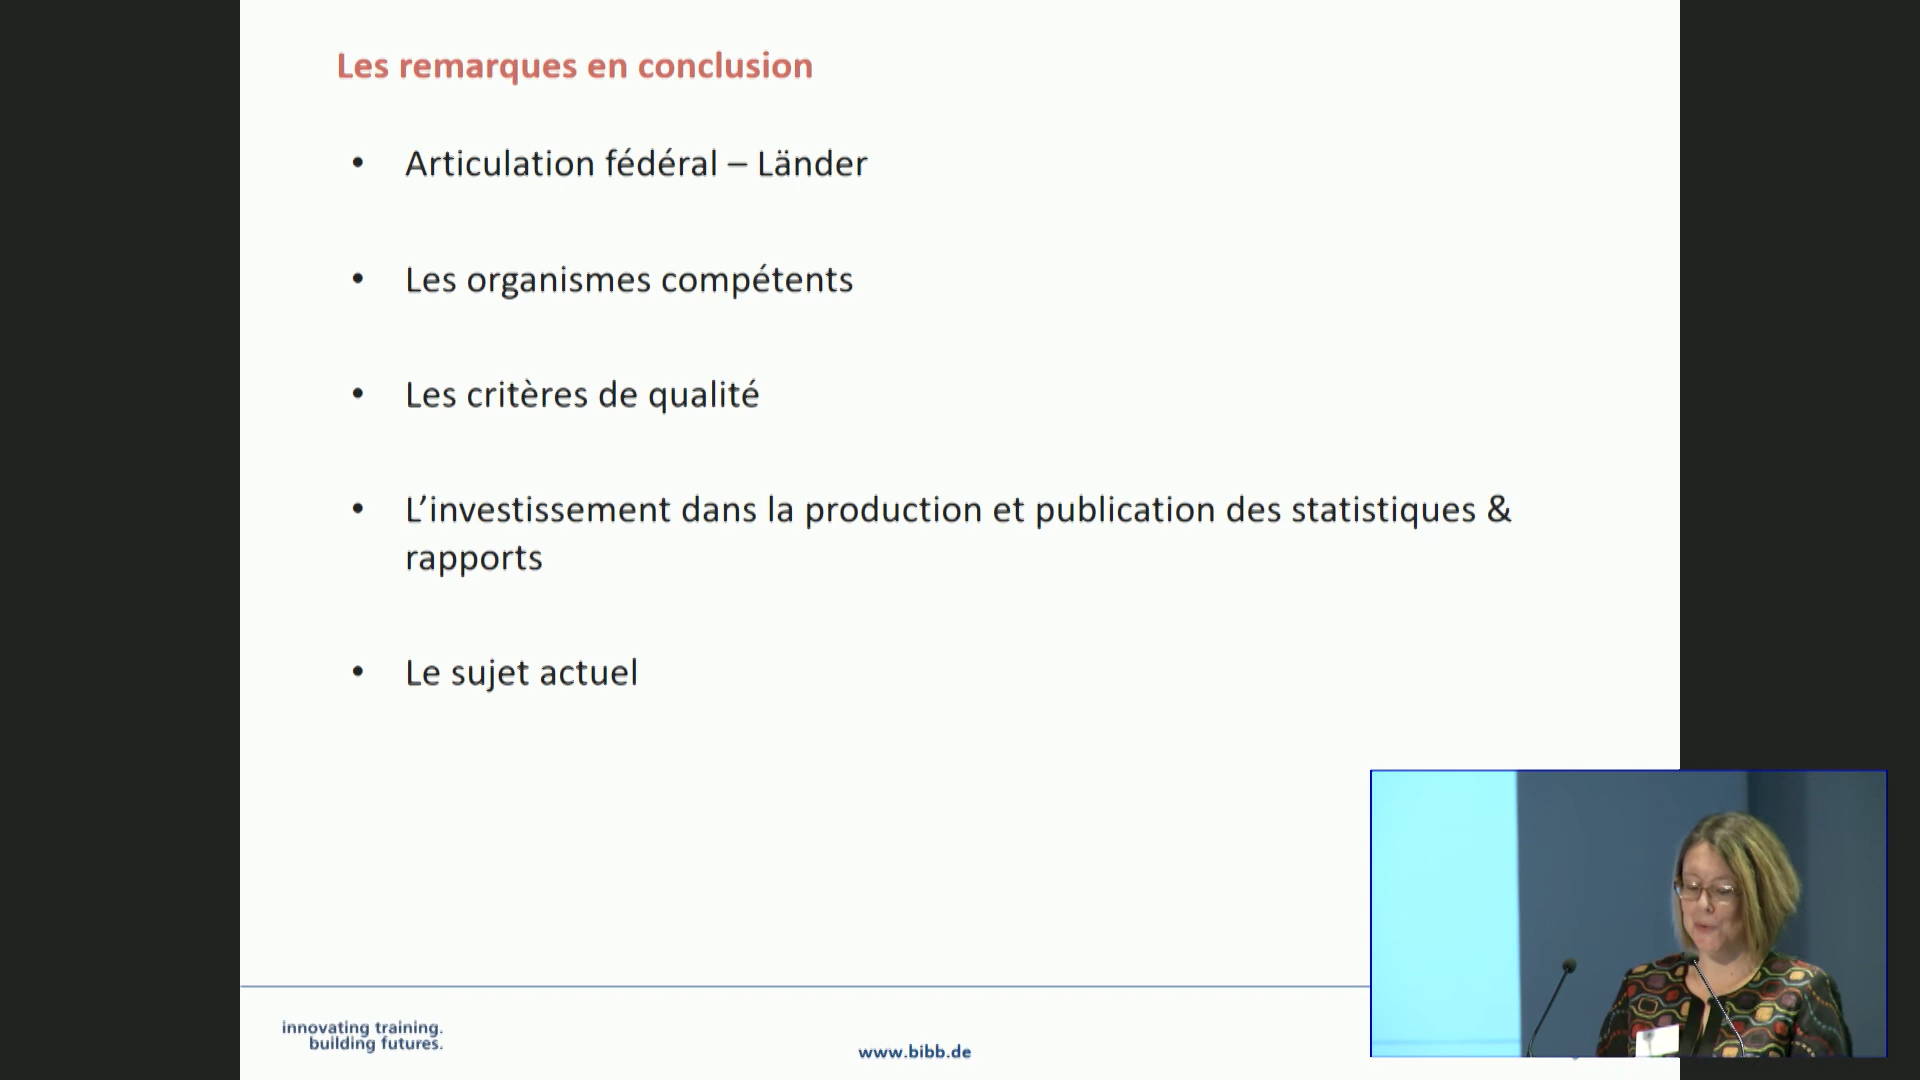 Les remarques en conclusion
• Articulation fédéral – Länder
• Les organismes compétents
• Les critères de qualité
• L’investissement dans la production et publication des statistiques &
rapports
• Le sujet actuel
innovating training.
building futures.
www.bibb.de